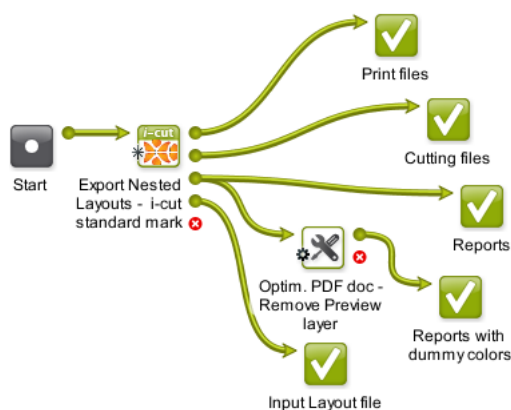 Print files
i-cut
Start
Export Nested
Layouts - i-cut
standard mark
Cutting files
Reports
Optim. PDF doc -
Remove Preview
layer
Reports with
dummy colors
Input Layout file